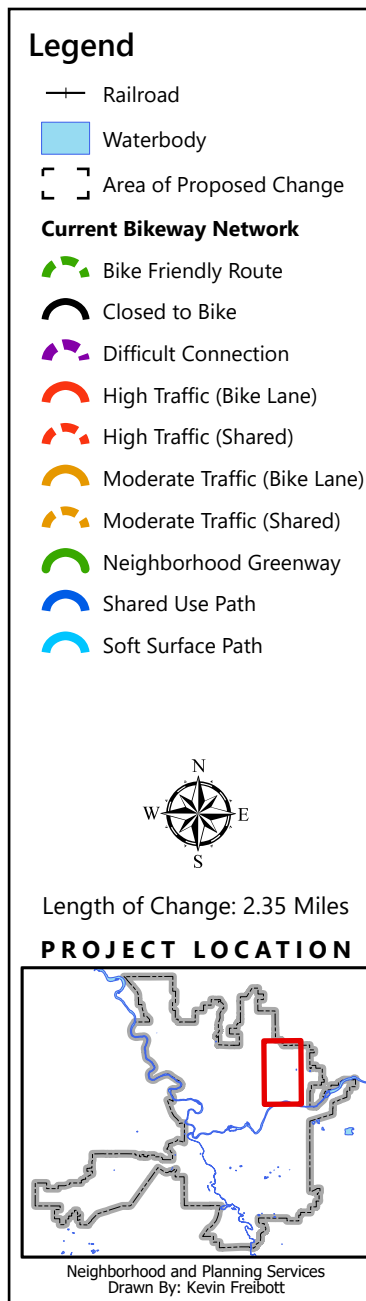 Legend
Railroad
Waterbody
Area of Proposed Change
Current Bikeway Network
Bike Friendly Route
Closed to Bike
Difficult Connection
High Traffic (Bike Lane)
High Traffic (Shared)
Moderate Traffic (Bike Lane)
Moderate Traffic (Shared)
Neighborhood Greenway
Shared Use Path
Soft Surface Path
N
W E
S
Length of Change: 2.35 Miles
PROJECT LOCATION
Neighborhood and Planning Services
Drawn By: Kevin Freibott